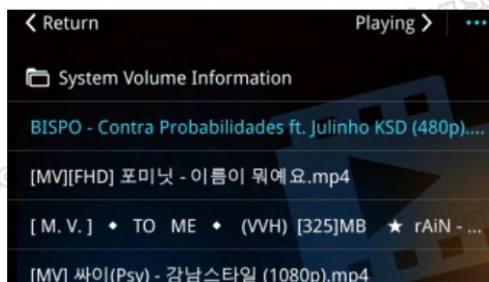 Return
Playing
System Volume Information
BISPO - Contra Probabilidades ft. Julinho KSD (480p)....
[MV][FHD] 포미닛 - 이름이 뭐예요.mp4
[ M. V. ] ◆ TO ME ◆ (VVH) [325]MB ★ rAiN - ...
[MV] 싸이(Psy) - 강남스타일 (1080p).mp4